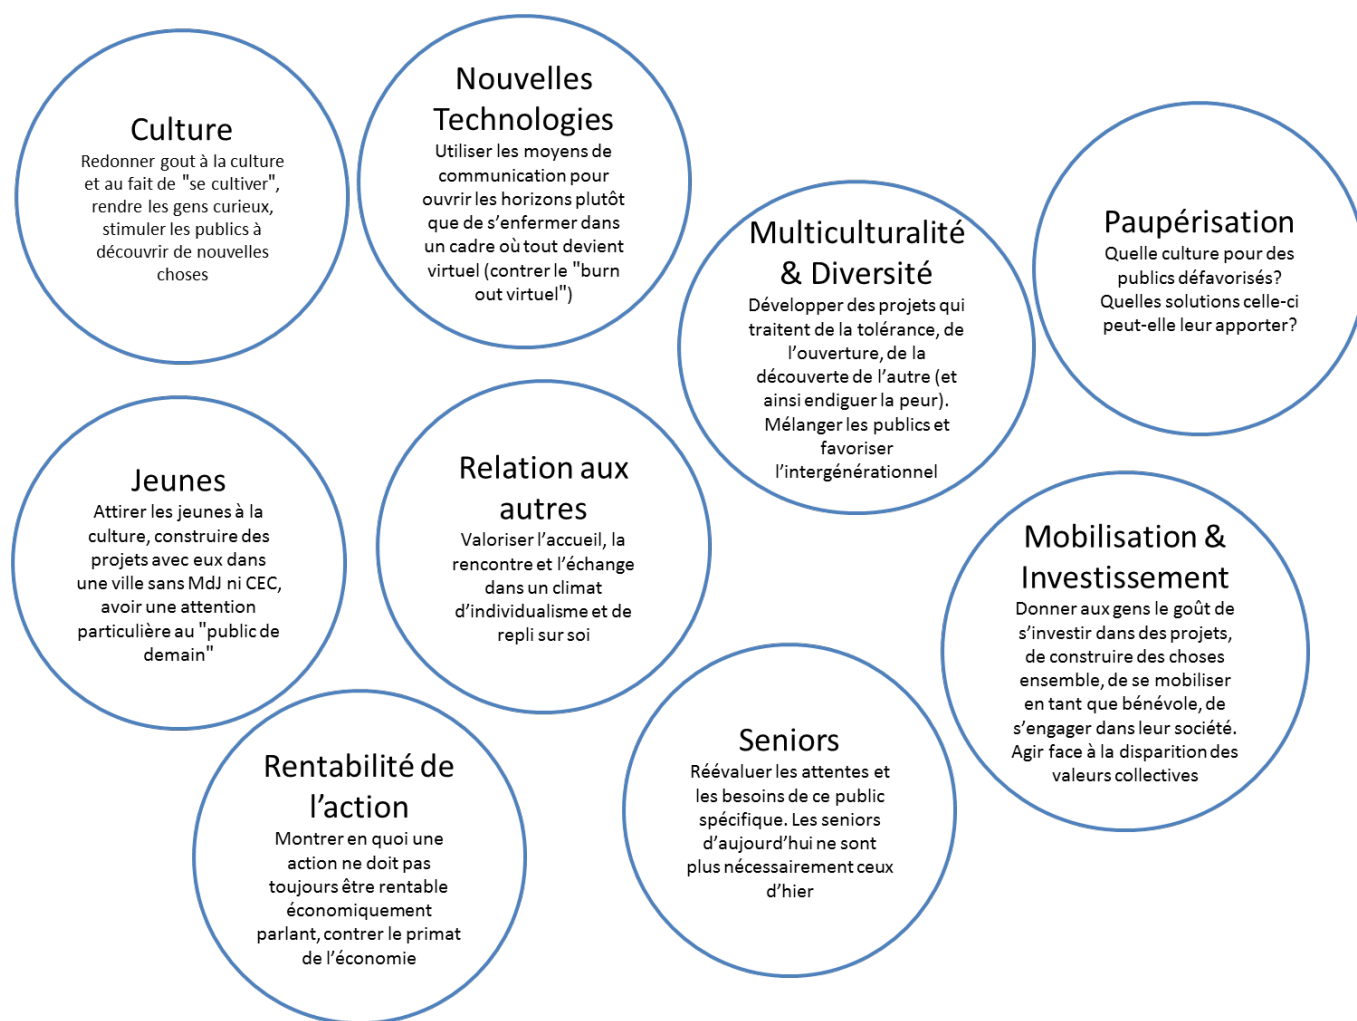 Culture
Redonner gout à la culture
et au fait de "se cultiver",
rendre les gens curieux,
stimuler les publics à
découvrir de nouvelles
choses
Nouvelles
Technologies
Utiliser les moyens de
communication pour
ouvrir les horizons plutôt
que de s’enfermer dans
un cadre où tout devient
virtuel (contrer le "burn
out virtuel")
Multiculturalité
& Diversité
Développer des projets qui
traitent de la tolérance, de
l’ouverture, de la
découverte de l’autre (et
ainsi endiguer la peur).
Mélanger les publics et
favoriser
l’intergénérationnel
Paupérisation
Quelle culture pour des
publics défavorisés?
Quelles solutions celle-ci
peut-elle leur apporter?
Jeunes
Attirer les jeunes à la
culture, construire des
projets avec eux dans
une ville sans MdJ ni CEC,
avoir une attention
particulière au "public de
demain"
Relation aux
autres
Valoriser l’accueil, la
rencontre et l’échange
dans un climat
d’individualisme et de
repli sur soi
Mobilisation &
Investissement
Donner aux gens le goût de
s’investir dans des projets,
de construire des choses
ensemble, de se mobiliser
en tant que bénévole, de
s’engager dans leur société.
Agir face à la disparition des
valeurs collectives
Rentabilité de
l’action
Montrer en quoi une
action ne doit pas
toujours être rentable
économiquement
parlant, contrer le primat
de l’économie
Seniors
Réévaluer les attentes et
les besoins de ce public
spécifique. Les seniors
d’aujourd’hui ne sont
plus nécessairement ceux
d’hier